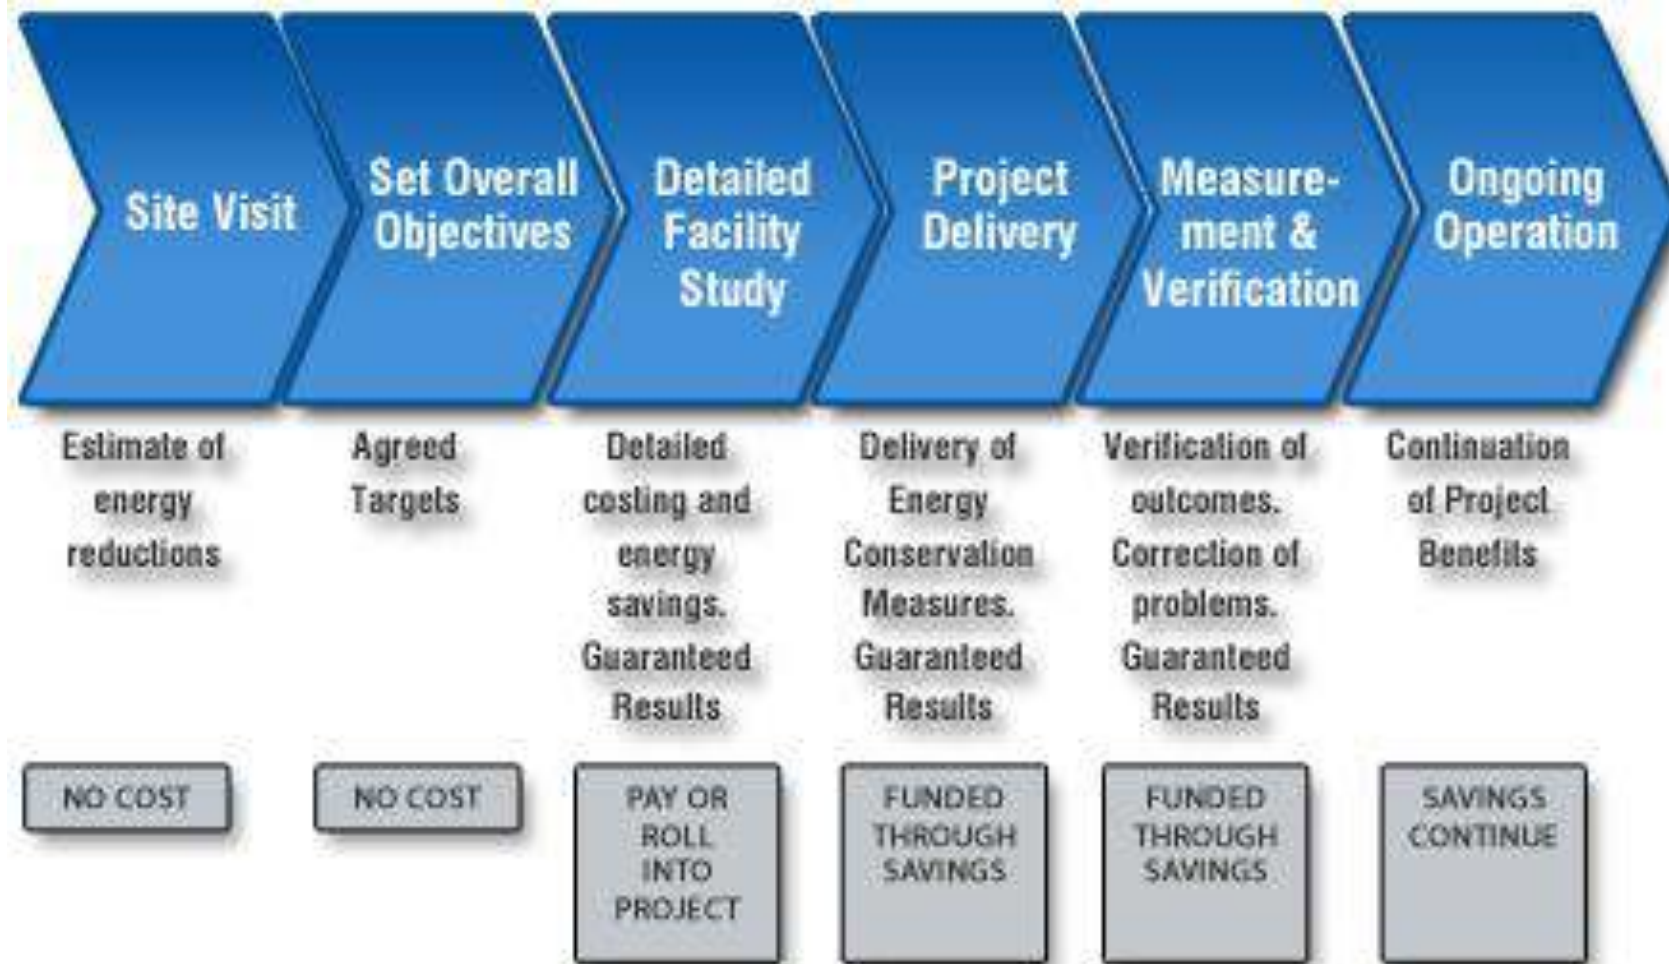 Site Visit
Set Overall
Objectives
Detailed
Facility
Study
Project
Delivery
Measure-
ment &
Verification
Ongoing
Operation
Estimate of
energy
reductions
Agreed
Targets
Detailed
costing and
energy
savings.
Guaranteed
Results
Delivery of
Energy
Conservation
Measures.
Guaranteed
Results
Verification of
outcomes.
Correction of
problems.
Guaranteed
Results
Continuation
of Project
Benefits
NO COST
NO COST
PAY OR
ROLL
INTO
PROJECT
FUNDED
THROUGH
SAVINGS
FUNDED
THROUGH
SAVINGS
SAVINGS
CONTINUE